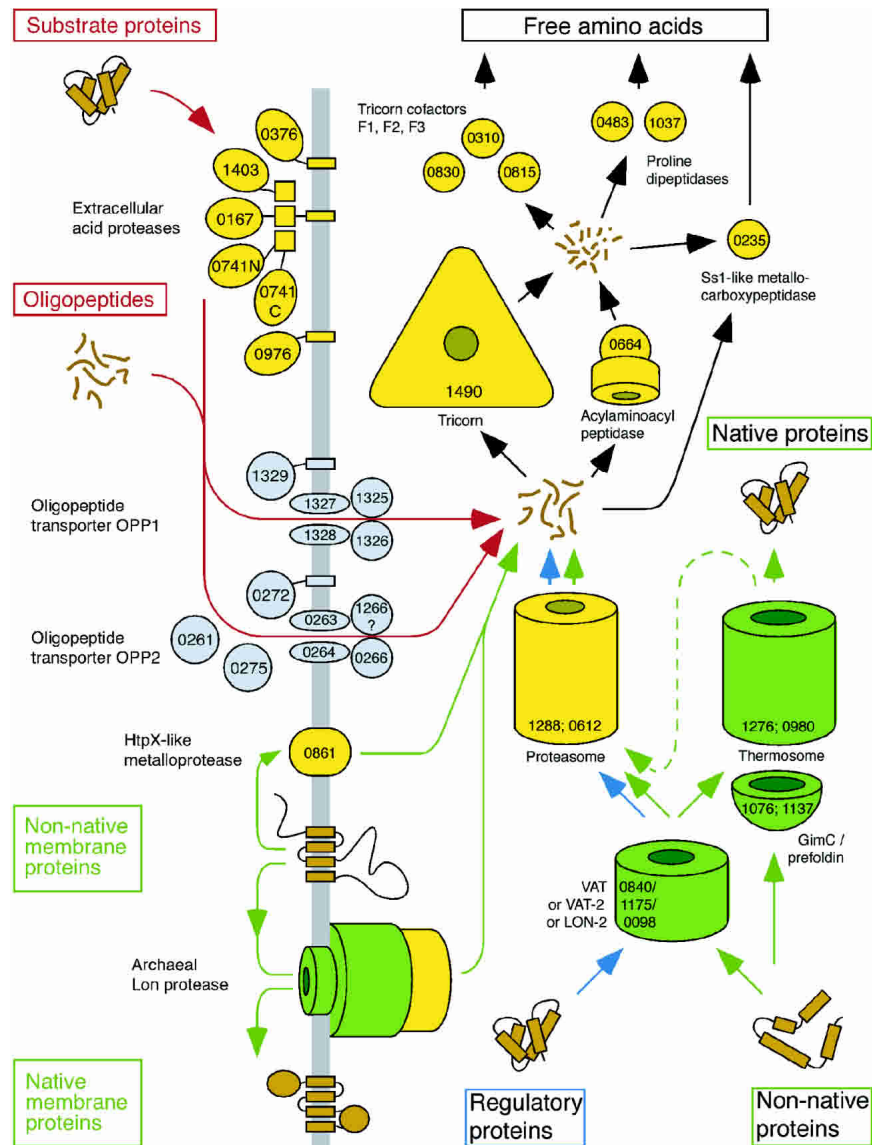 Substrate proteins
Free amino acids
Tricorn cofactors
F1, F2, F3
0310
0830
0815
0483
1037
Proline
dipeptidases
0376
1403
0167
0741N
0741
C
0976
Extracellular
acid proteases
0235
Ss1-like metallo-
carboxypeptidase
Oligopeptides
1490
Tricorn
0664
Acylaminoacyl
peptidase
Native proteins
1329
1327
1325
1328
1326
Oligopeptide
transporter OPP1
0272
0263
1266
?
0264
0266
0261
0275
Oligopeptide
transporter OPP2
1288; 0612
Proteasome
1276; 0980
Thermosome
1076; 1137
GimC /
prefoldin
HtpX-like
metalloprotease
0861
Non-native
membrane
proteins
VAT 0840/
or VAT-2 1175/
or LON-2 0098
Archaeal
Lon protease
Native
membrane
proteins
Regulatory
proteins
Non-native
proteins